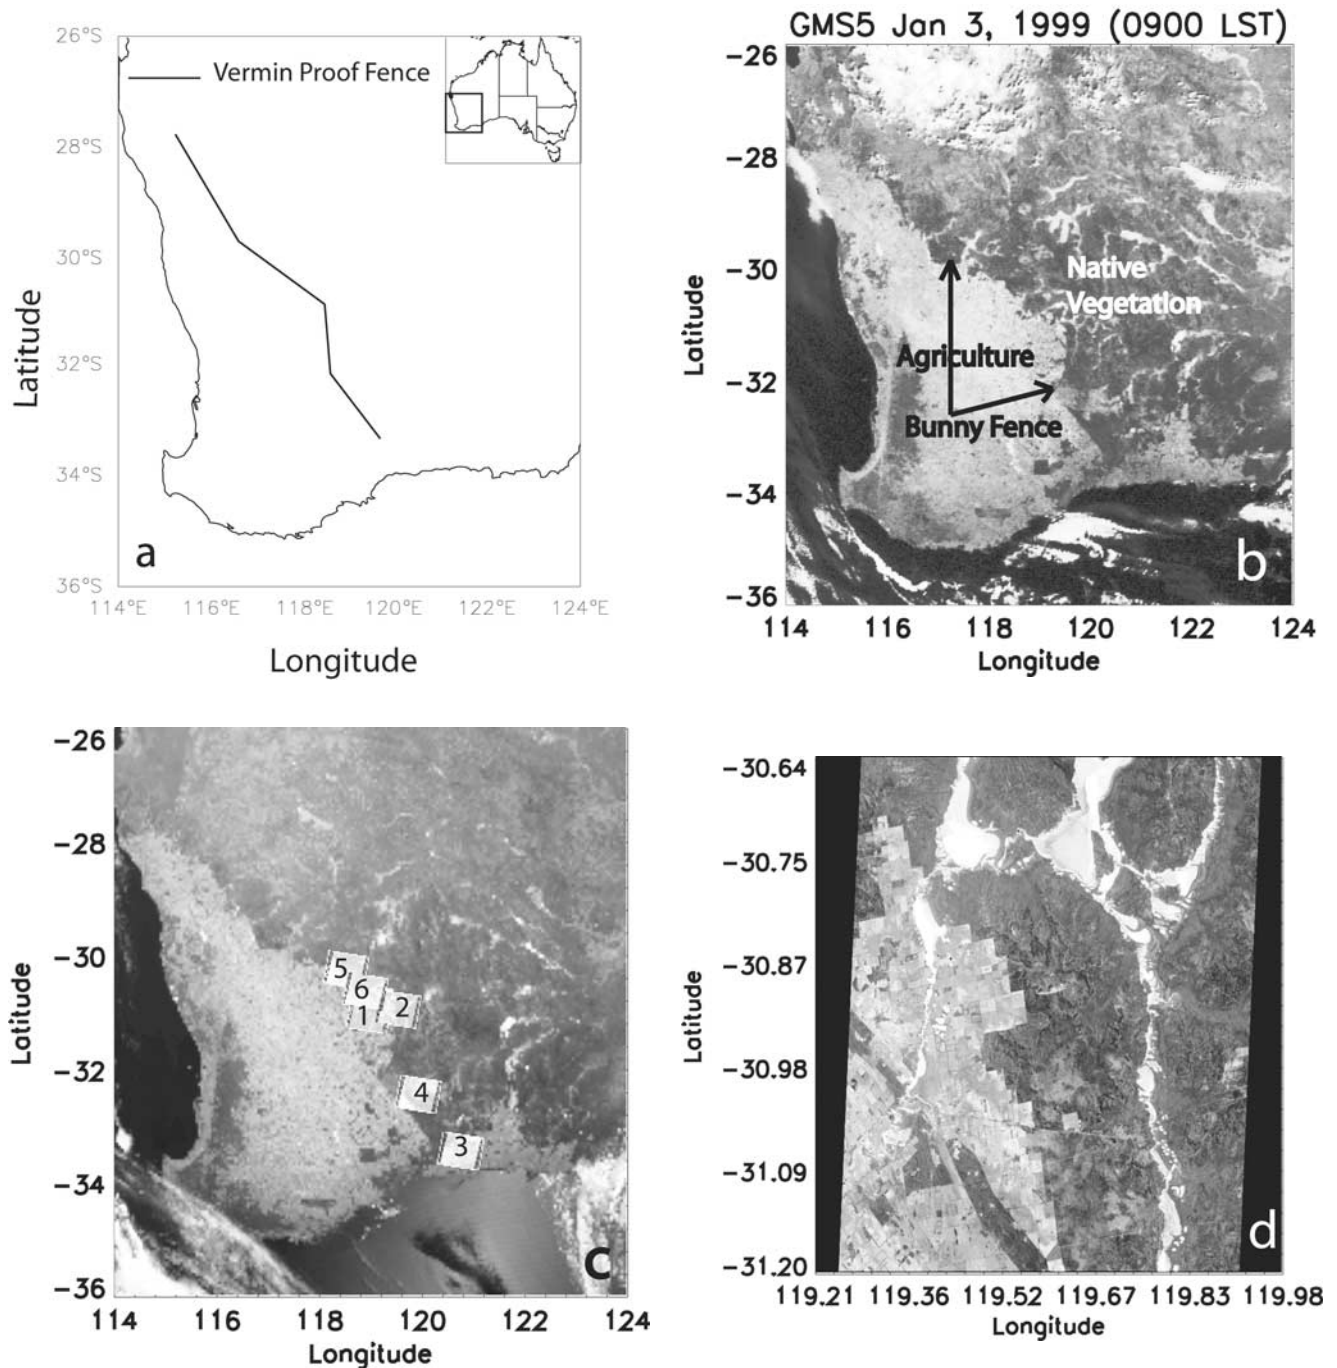 26°S
28°S
30°S
32°S
34°S
36°S
Latitude
Vermin Proof Fence
a
114°E 116°E 118°E 120°E 122°E 124°E
Longitude
GMS5 Jan 3, 1999 (0900 LST)
-26
-28
-30
-32
-34
-36
Latitude
Native
Vegetation
Agriculture
Bunny Fence
b
114 116 118 120 122 124
Longitude
-26
-28
-30
-32
-34
-36
Latitude
5
6
2
1
4
3
c
114 116 118 120 122 124
Longitude
-30.64
-30.75
-30.87
-30.98
-31.09
-31.20
Latitude
d
119.21 119.36 119.52 119.67 119.83 119.98
Longitude